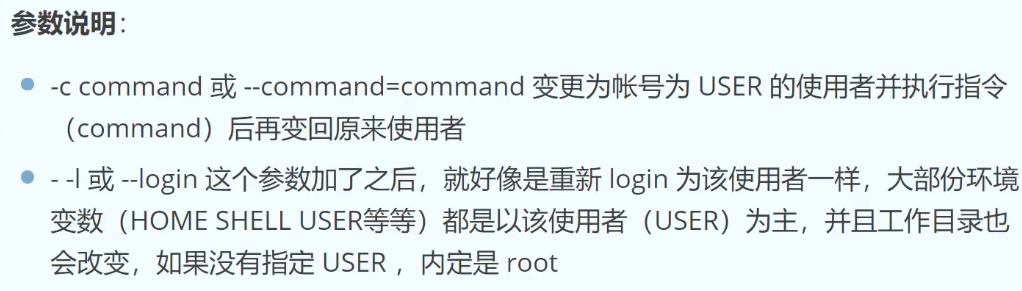 参数说明：
-c command 或 --command=command 变更为帐号为 USER 的使用者并执行指令
（command）后再变回原来使用者
- -l 或 --login 这个参数加了之后，就好像是重新 login 为该使用者一样，大部份环境
变数（HOME SHELL USER等等）都是以该使用者（USER）为主，并且工作目录也
会改变，如果没有指定 USER ，内定是 root